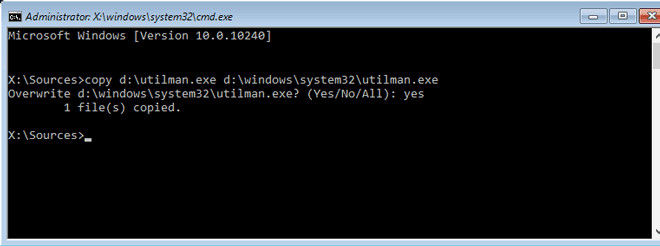 Administrator: X:\windows\system32\cmd.exe
Microsoft Windows [Version 10.0.10240]
X:\Sources>copy d:\utilman.exe d:\windows\system32\utilman.exe
Overwrite d:\windows\system32\utilman.exe? (Yes/No/All): yes
1 file(s) copied.
X:\Sources>_